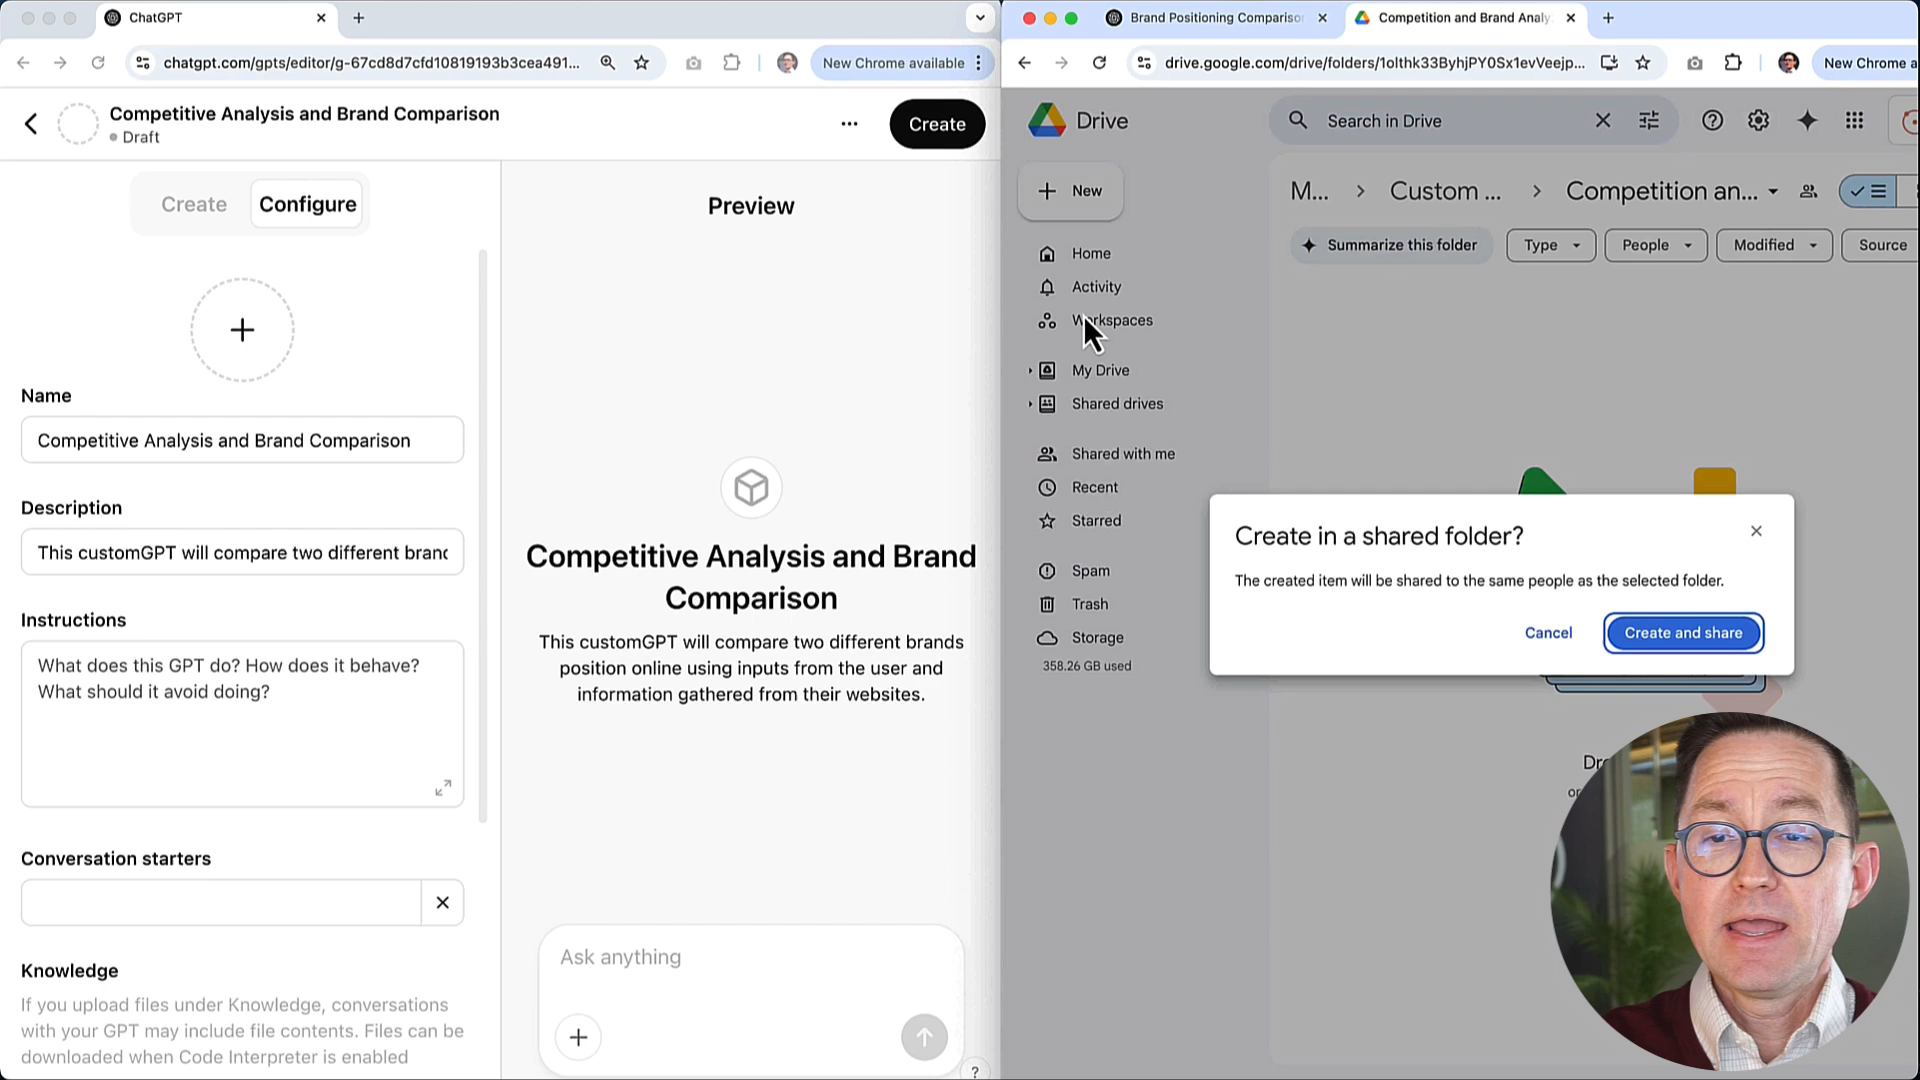 ChatGPT
chatgpt.com/gpts/editor/g-67cd8d7cfd10819193b3cea491...
New Chrome available
Competitive Analysis and Brand Comparison
Draft
Create
Create
Configure
Name
Competitive Analysis and Brand Comparison
Description
This customGPT will compare two different branc
Instructions
What does this GPT do? How does it behave?
What should it avoid doing?
Conversation starters
Knowledge
If you upload files under Knowledge, conversations
with your GPT may include file contents. Files can be
downloaded when Code Interpreter is enabled
Preview
Competitive Analysis and Brand
Comparison
This customGPT will compare two different brands
position online using inputs from the user and
information gathered from their websites.
Ask anything
?
Brand Positioning Compariso
Competition and Brand Analy
drive.google.com/drive/folders/1olthk33ByhjPY0Sx1evVeejp...
New Chrome a
Drive
Search in Drive
New
M... > Custom ... > Competition an...
Summarize this folder
Type
People
Modified
Source
Home
Activity
Workspaces
My Drive
Shared drives
Shared with me
Recent
Starred
Spam
Trash
Storage
358.26 GB used
Create in a shared folder?
The created item will be shared to the same people as the selected folder.
Cancel
Create and share